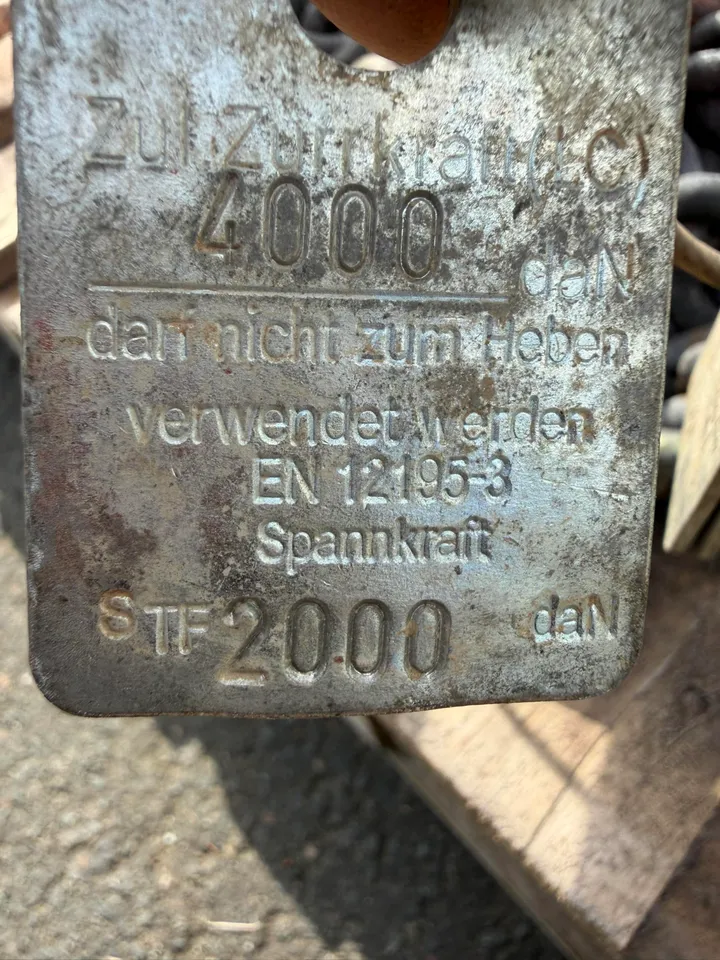 Zul. Zurrkraft (LC)
4000 daN
darf nicht zum Heben
verwendet werden
EN 12195-3
Spannkraft
STF 2000 daN